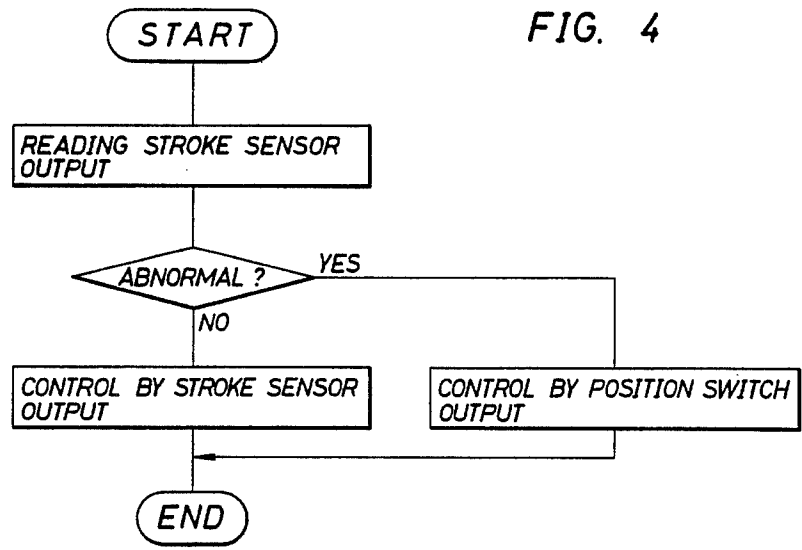 FIG. 4
START
READING STROKE SENSOR
OUTPUT
ABNORMAL ?
YES
NO
CONTROL BY STROKE SENSOR
OUTPUT
CONTROL BY POSITION SWITCH
OUTPUT
END